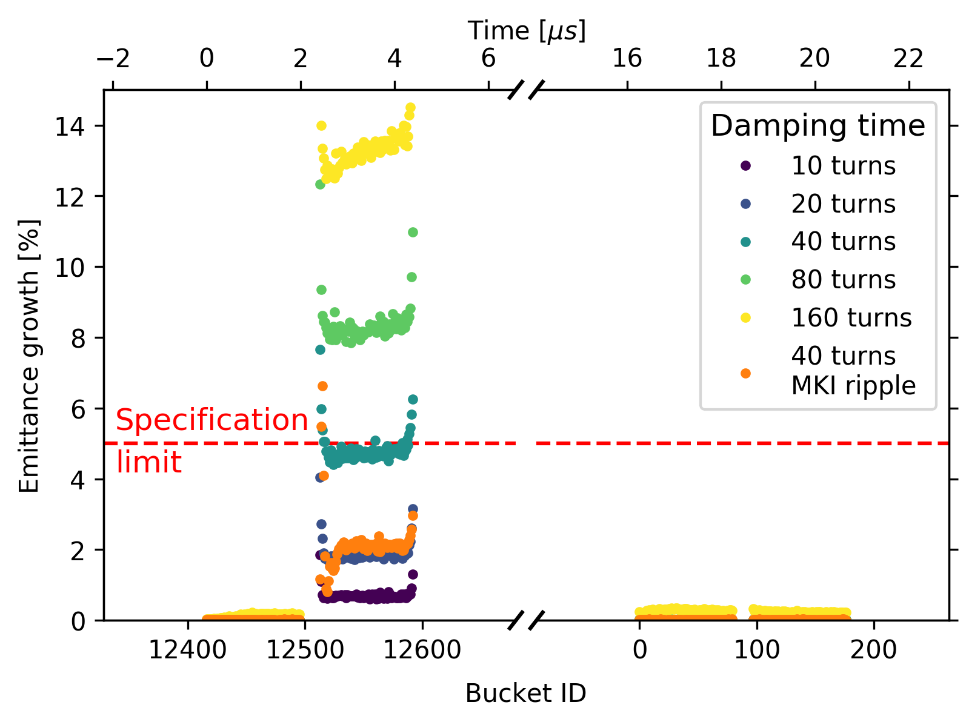 Time [μs]
−2 0 2 4 6 16 18 20 22
14
12
10
8
6
4
2
0
Emittance growth [%]
Specification
limit
Damping time
10 turns
20 turns
40 turns
80 turns
160 turns
40 turns
MKI ripple
12400 12500 12600 0 100 200
Bucket ID